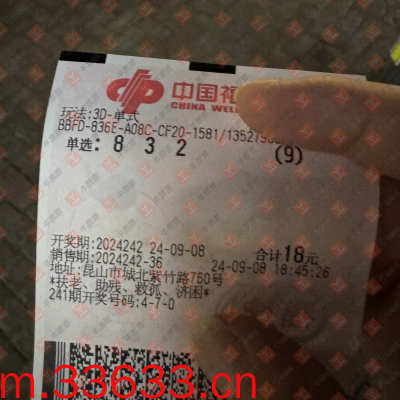 中国福
CHINA WEL
玩法:3D-单式
BBFD-836E-A08C-CF20-1581/1352795
单选: 8 3 2 (9)
开奖期:2024242 24-09-08 合计18元
销售期:2024242-36 24-09-08 18:45:26
地址:昆山市城北紫竹路760号
*扶老、助残、救孤、济困*
241期开奖号码:4-7-0
m.33633.cn